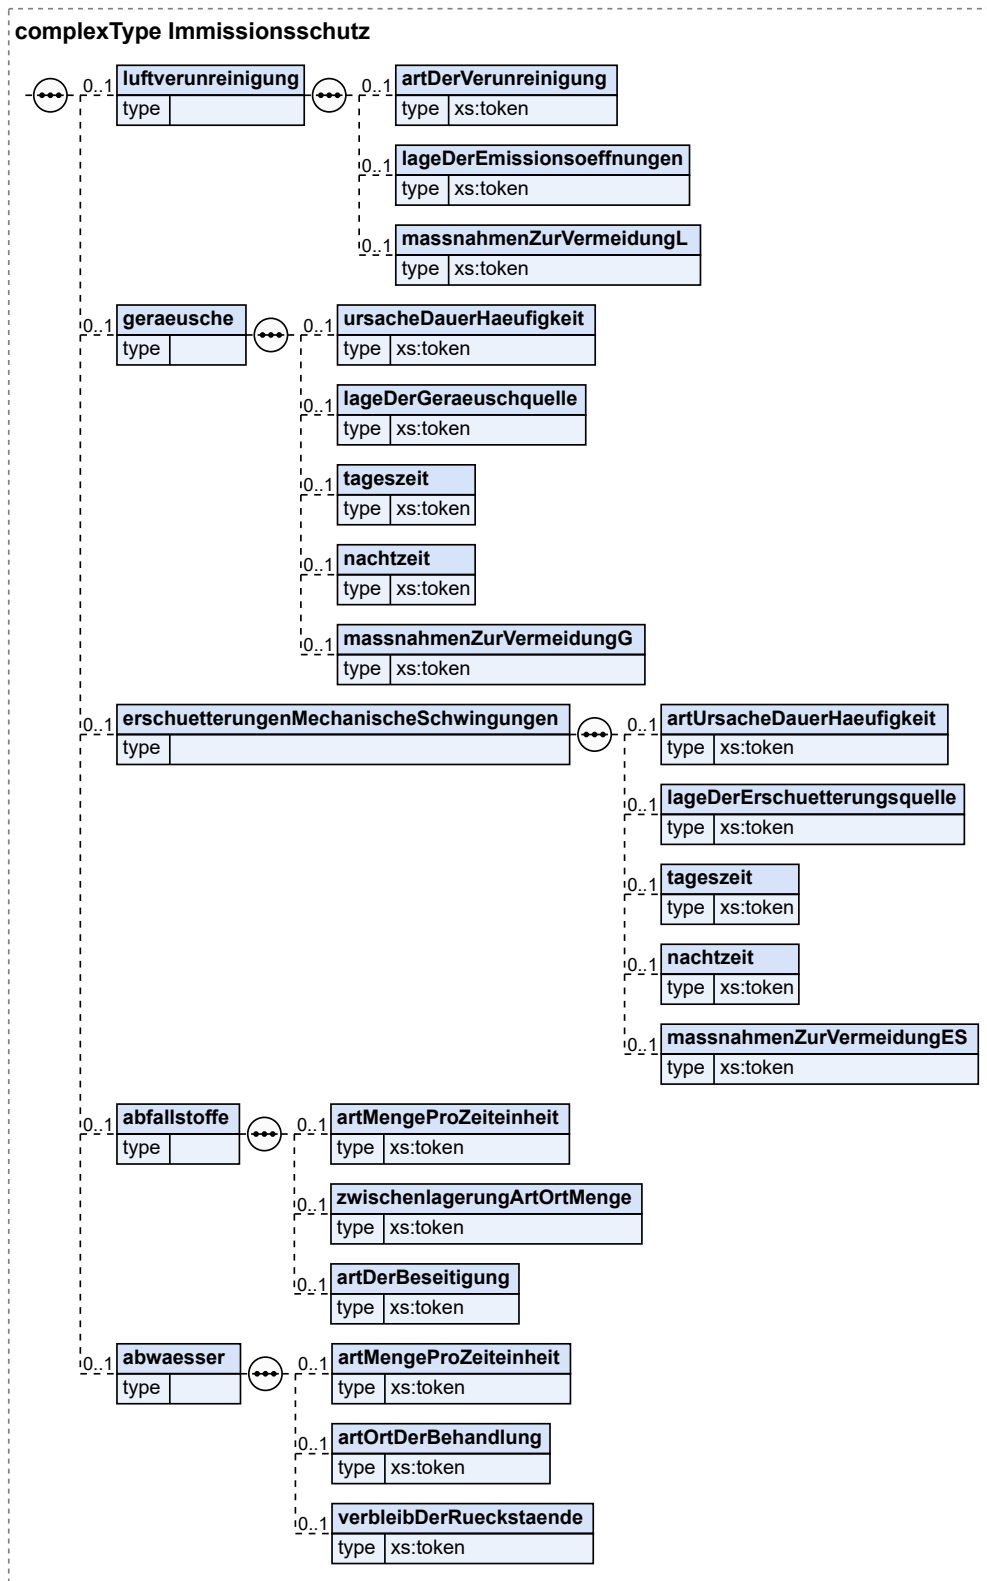 complexType Immissionsschutz
0..1 luftverunreinigung
type
0..1 artDerVerunreinigung
type xs:token
0..1 lageDerEmissionsoeffnungen
type xs:token
0..1 massnahmenZurVermeidungL
type xs:token
0..1 geraeusche
type
0..1 ursacheDauerHaeufigkeit
type xs:token
0..1 lageDerGeraeuschquelle
type xs:token
0..1 tageszeit
type xs:token
0..1 nachtzeit
type xs:token
0..1 massnahmenZurVermeidungG
type xs:token
0..1 erschuetterungenMechanischeSchwingungen
type
0..1 artUrsacheDauerHaeufigkeit
type xs:token
0..1 lageDerErschuetterungsquelle
type xs:token
0..1 tageszeit
type xs:token
0..1 nachtzeit
type xs:token
0..1 massnahmenZurVermeidungES
type xs:token
0..1 abfallstoffe
type
0..1 artMengeProZeiteinheit
type xs:token
0..1 zwischenlagerungArtOrtMenge
type xs:token
0..1 artDerBeseitigung
type xs:token
0..1 abwaesser
type
0..1 artMengeProZeiteinheit
type xs:token
0..1 artOrtDerBehandlung
type xs:token
0..1 verbleibDerRueckstaende
type xs:token